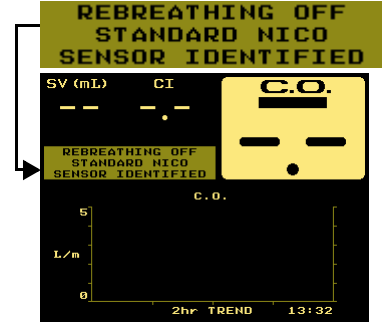 REBREATHING OFF
STANDARD NICO
SENSOR IDENTIFIED
SV (mL) CI C.O.
-- -.- -.-
REBREATHING OFF
STANDARD NICO
SENSOR IDENTIFIED
C.O.
5
L/m
0
2hr TREND 13:32